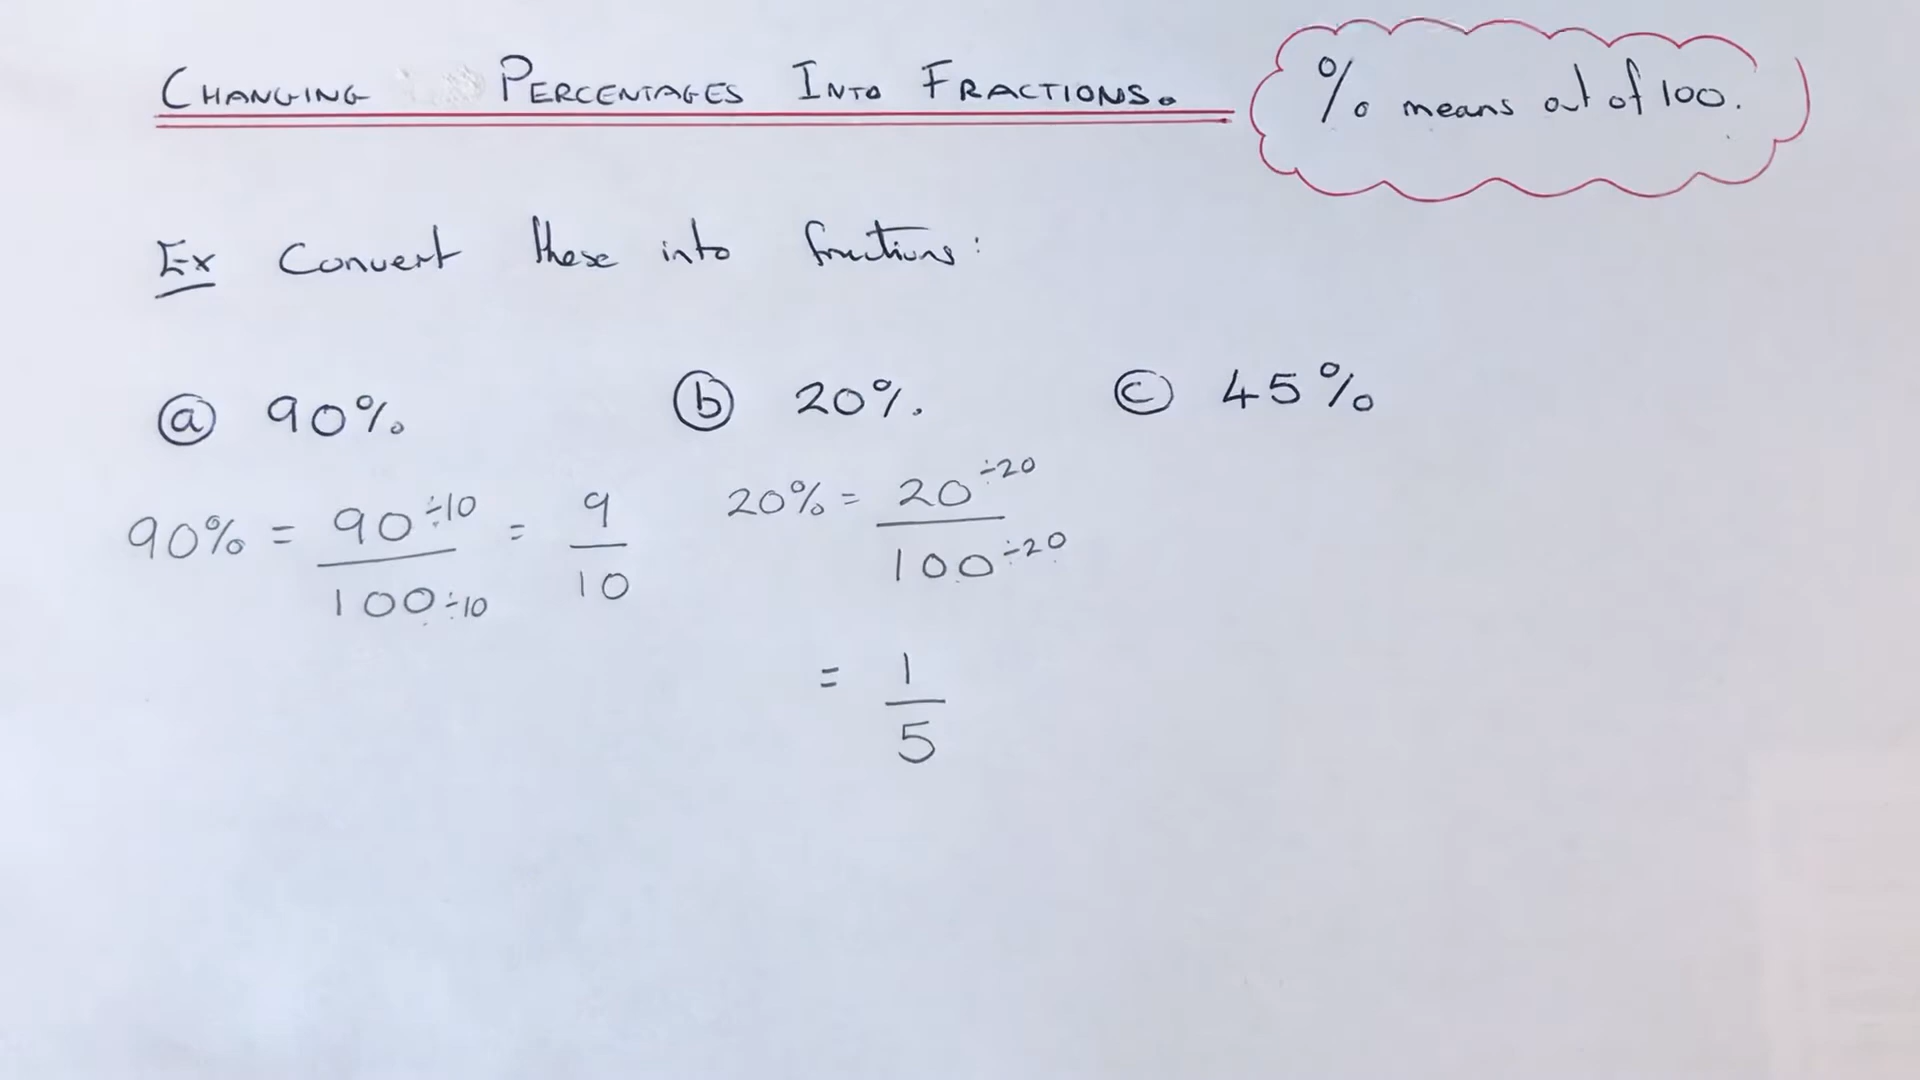 CHANGING PERCENTAGES INTO FRACTIONS.
% means out of 100.
Ex Convert these into fractions:
(a) 90%
(b) 20%
(c) 45%
90% = 90÷10 / 100÷10 = 9/10
20% = 20÷20 / 100÷20
= 1/5